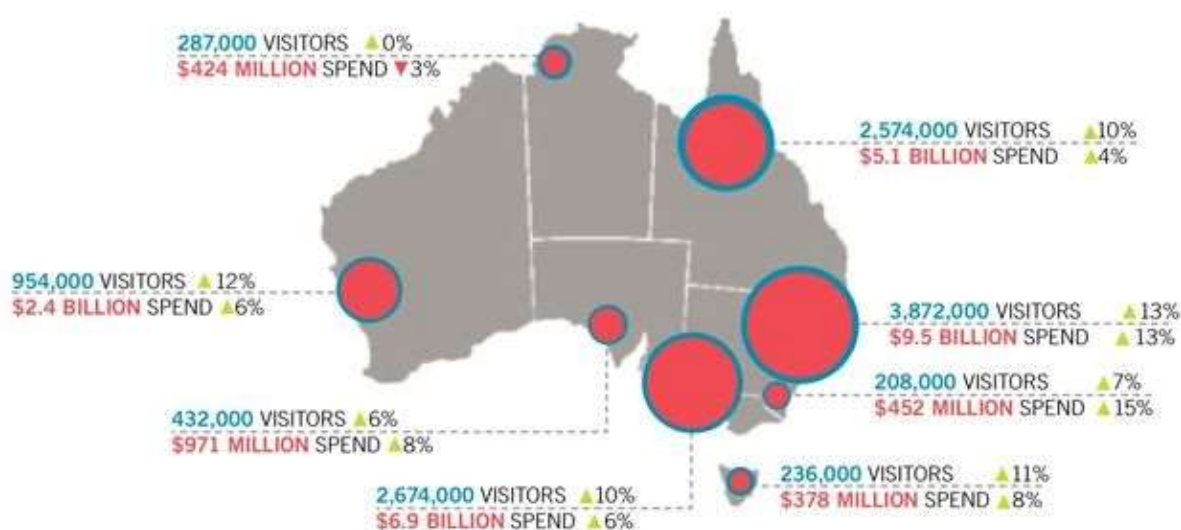 287,000 VISITORS ▲0%
$424 MILLION SPEND ▼3%
2,574,000 VISITORS ▲10%
$5.1 BILLION SPEND ▲4%
954,000 VISITORS ▲12%
$2.4 BILLION SPEND ▲6%
3,872,000 VISITORS ▲13%
$9.5 BILLION SPEND ▲13%
208,000 VISITORS ▲7%
$452 MILLION SPEND ▲15%
432,000 VISITORS ▲6%
$971 MILLION SPEND ▲8%
236,000 VISITORS ▲11%
$378 MILLION SPEND ▲8%
2,674,000 VISITORS ▲10%
$6.9 BILLION SPEND ▲6%